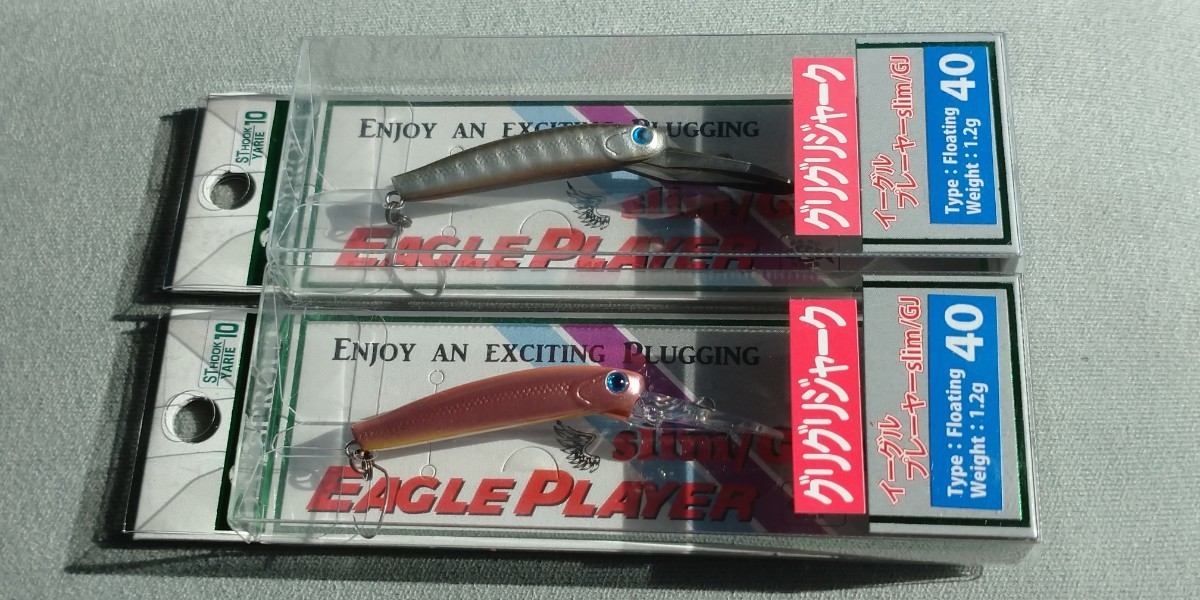 ST HOOK 10
YARIE
ENJOY AN EXCITING PLUGGING
slim/G
EAGLE PLAYER
グリグリジャーク
イーグル
プレーヤーslim/GJ
Type : Floating
Weight : 1.2g
40
ST HOOK 10
YARIE
ENJOY AN EXCITING PLUGGING
slim/G
EAGLE PLAYER
グリグリジャーク
イーグル
プレーヤーslim/GJ
Type : Floating
Weight : 1.2g
40